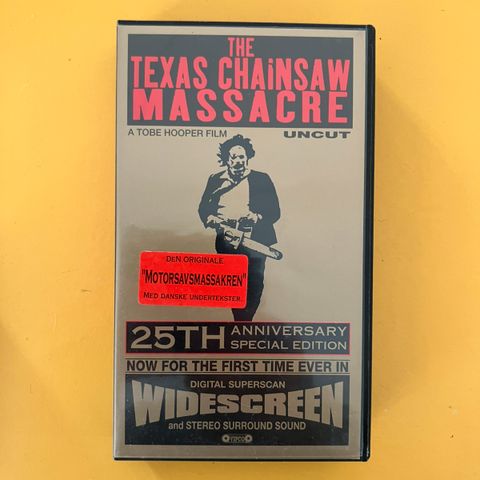 THE
TEXAS CHAiNSAW
MASSACRE
A TOBE HOOPER FILM UNCUT
DEN ORIGINALE
"MOTORSAVSMASSAKREN"
MED DANSKE UNDERTEKSTER.
25TH ANNIVERSARY
SPECIAL EDITION
NOW FOR THE FIRST TIME EVER IN
DIGITAL SUPERSCAN
WIDESCREEN
and STEREO SURROUND SOUND
VIPCO